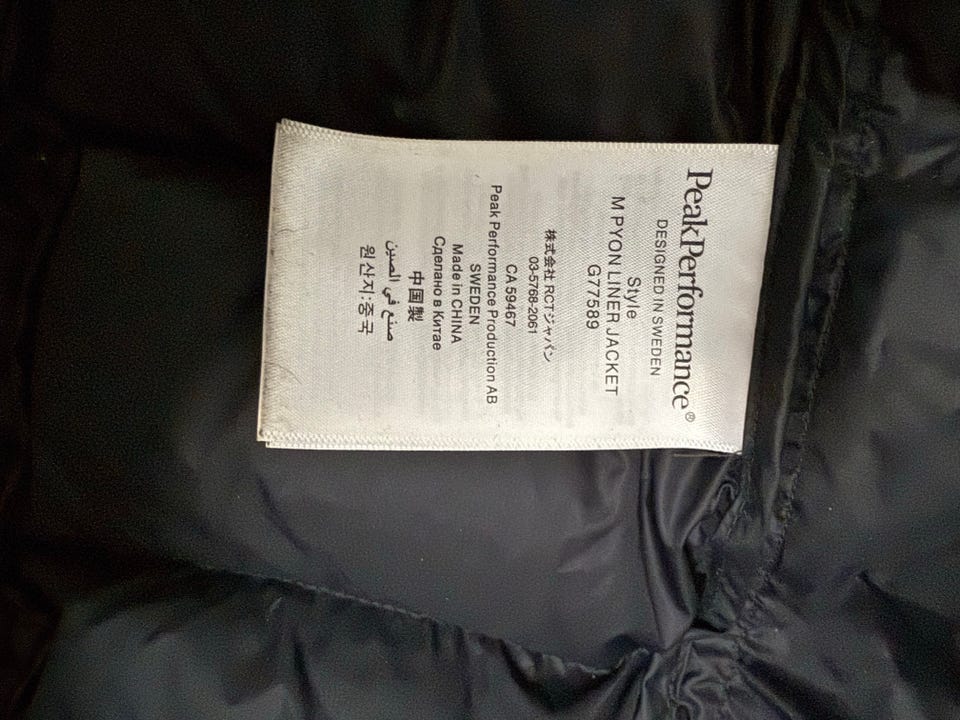 PeakPerformance®
DESIGNED IN SWEDEN
Style
M PYON LINER JACKET
G77589
株式会社 RCTジャパン
03-5768-2061
CA 59467
Peak Performance Production AB
SWEDEN
Made in CHINA
Сделано в Китае
中国製
صنع في الصين
원산지:중국